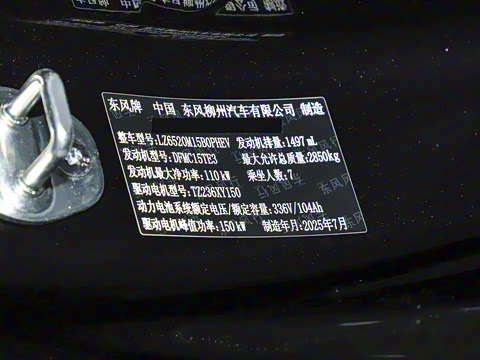 东风牌 中国 东风柳州汽车有限公司 制造
整车型号:LZ6520M15B0PHEV 发动机排量:1497 mL
发动机型号:DFMC15TE3 最大允许总质量:2850kg
发动机最大净功率:110 kW 乘坐人数:7
驱动电机型号:TZ236XY150
动力电池系统额定电压/额定容量:336V/104Ah
驱动电机峰值功率:150 kW 制造年月:2025年7月